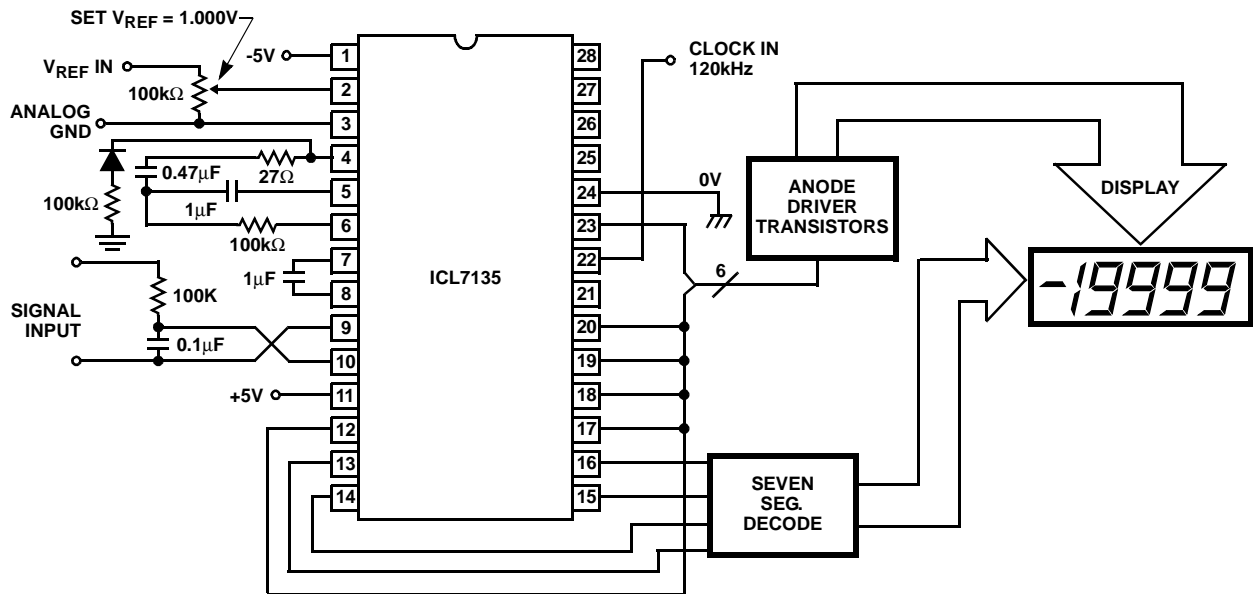 SET VREF = 1.000V
-5V
VREF IN
100kΩ
ANALOG
GND
0.47µF
27Ω
100kΩ
1µF
100kΩ
1µF
SIGNAL
INPUT
100K
0.1µF
+5V
1
2
3
4
5
6
7
8
9
10
11
12
13
14
ICL7135
28
27
26
25
24
23
22
21
20
19
18
17
16
15
CLOCK IN
120kHz
0V
6
ANODE
DRIVER
TRANSISTORS
DISPLAY
-19999
SEVEN
SEG.
DECODE